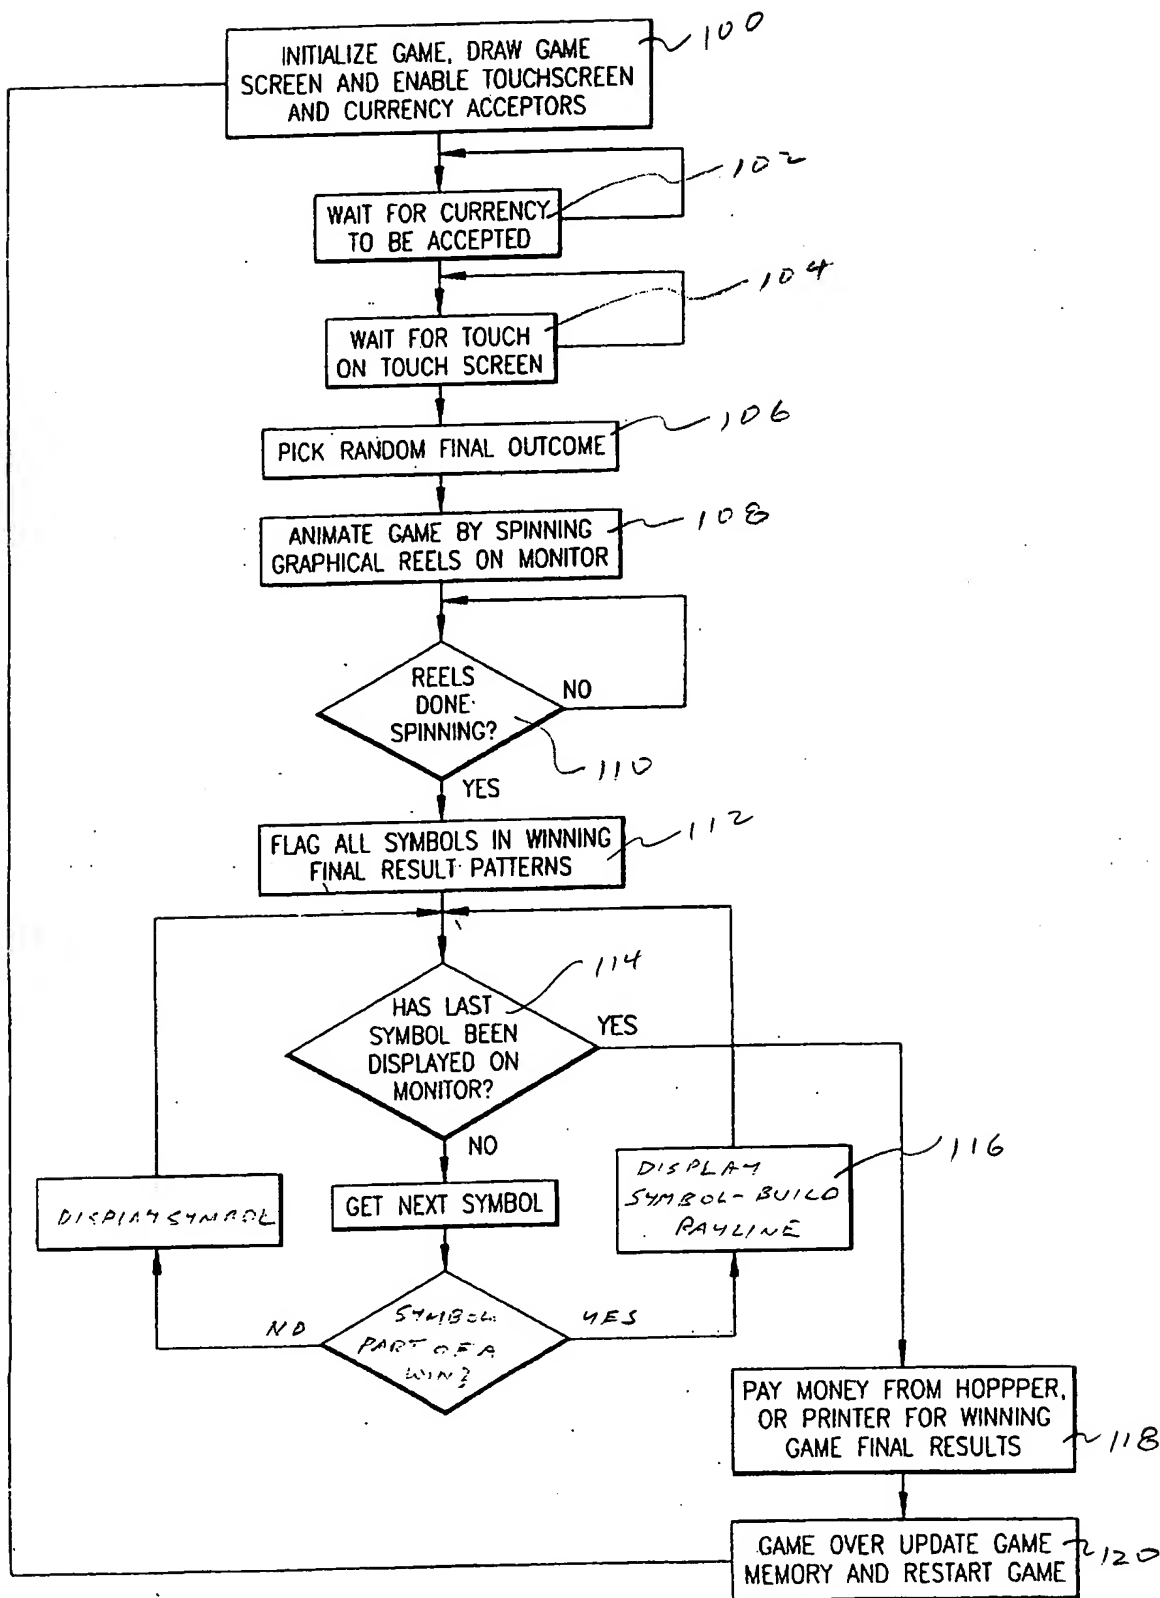 INITIALIZE GAME, DRAW GAME
SCREEN AND ENABLE TOUCHSCREEN
AND CURRENCY ACCEPTORS
100
WAIT FOR CURRENCY
TO BE ACCEPTED
102
WAIT FOR TOUCH
ON TOUCH SCREEN
104
PICK RANDOM FINAL OUTCOME
106
ANIMATE GAME BY SPINNING
GRAPHICAL REELS ON MONITOR
108
REELS
DONE
SPINNING?
NO
110
YES
FLAG ALL SYMBOLS IN WINNING
FINAL RESULT PATTERNS
112
HAS LAST
SYMBOL BEEN
DISPLAYED ON
MONITOR?
114
YES
NO
GET NEXT SYMBOL
DISPLAY SYMBOL
DISPLAY
SYMBOL-BUILD
PAYLINE
116
SYMBOL
PART OF A
WIN?
NO
YES
PAY MONEY FROM HOPPPER,
OR PRINTER FOR WINNING
GAME FINAL RESULTS
118
GAME OVER UPDATE GAME
MEMORY AND RESTART GAME
120